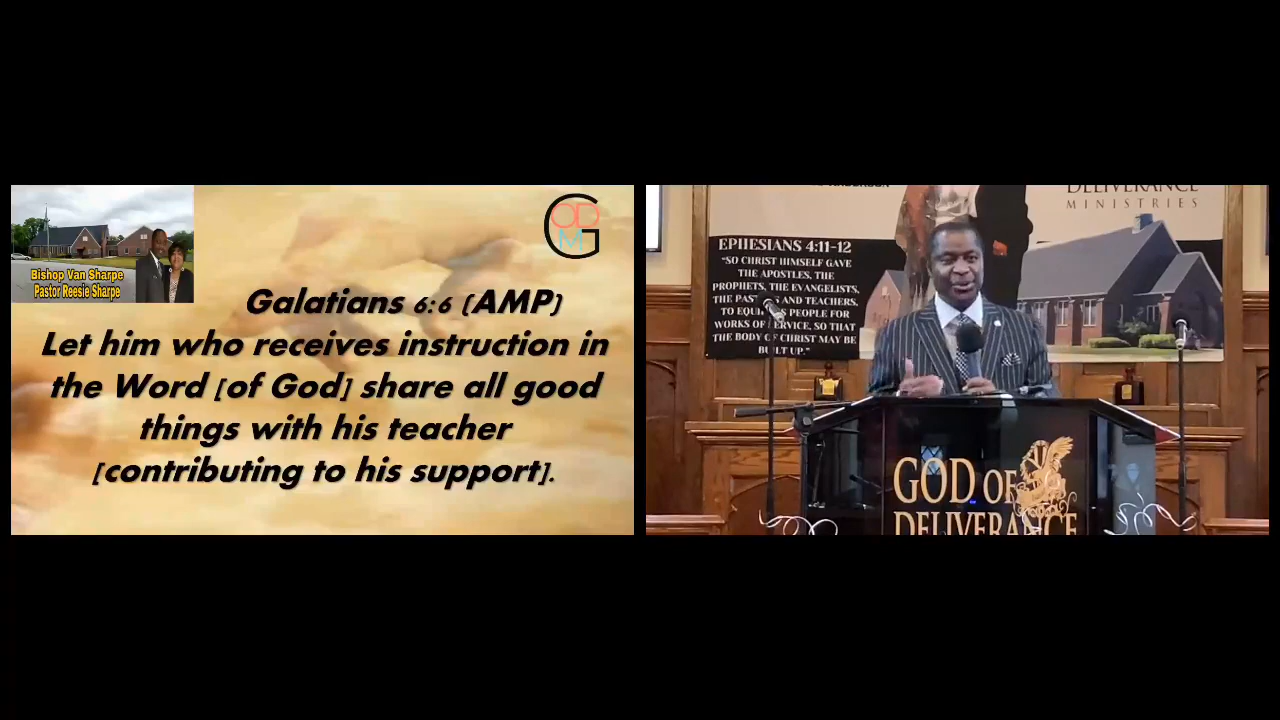 Bishop Van Sharpe
Pastor Reesie Sharpe
GODM
Galatians 6:6 (AMP)
Let him who receives instruction in
the Word [of God] share all good
things with his teacher
[contributing to his support].
DELIVERANCE
MINISTRIES
EPHESIANS 4:11-12
"SO CHRIST HIMSELF GAVE
THE APOSTLES, THE
PROPHETS, THE EVANGELISTS,
THE AND TEACHERS,
TO PEOPLE FOR
WORKS OF SO THAT
THE BODY OF CHRIST MAY BE
BUILT UP."
GOD OF
DELIVERANCE